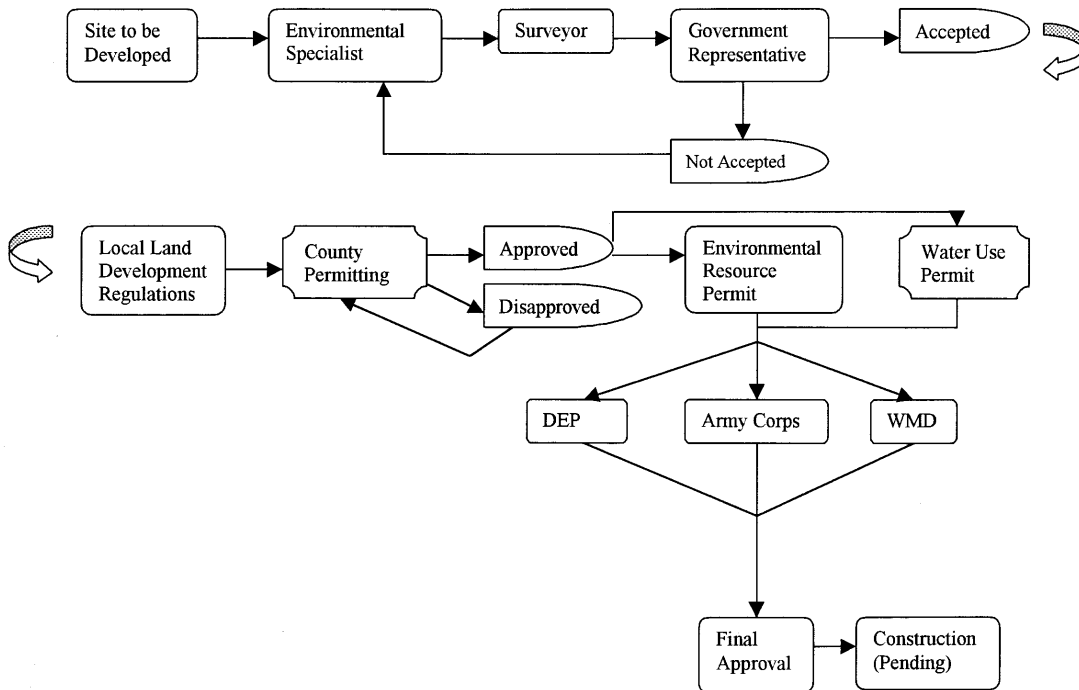 Site to be
Developed
Environmental
Specialist
Surveyor
Government
Representative
Accepted
Not Accepted
Local Land
Development
Regulations
County
Permitting
Approved
Disapproved
Environmental
Resource
Permit
Water Use
Permit
DEP
Army Corps
WMD
Final
Approval
Construction
(Pending)